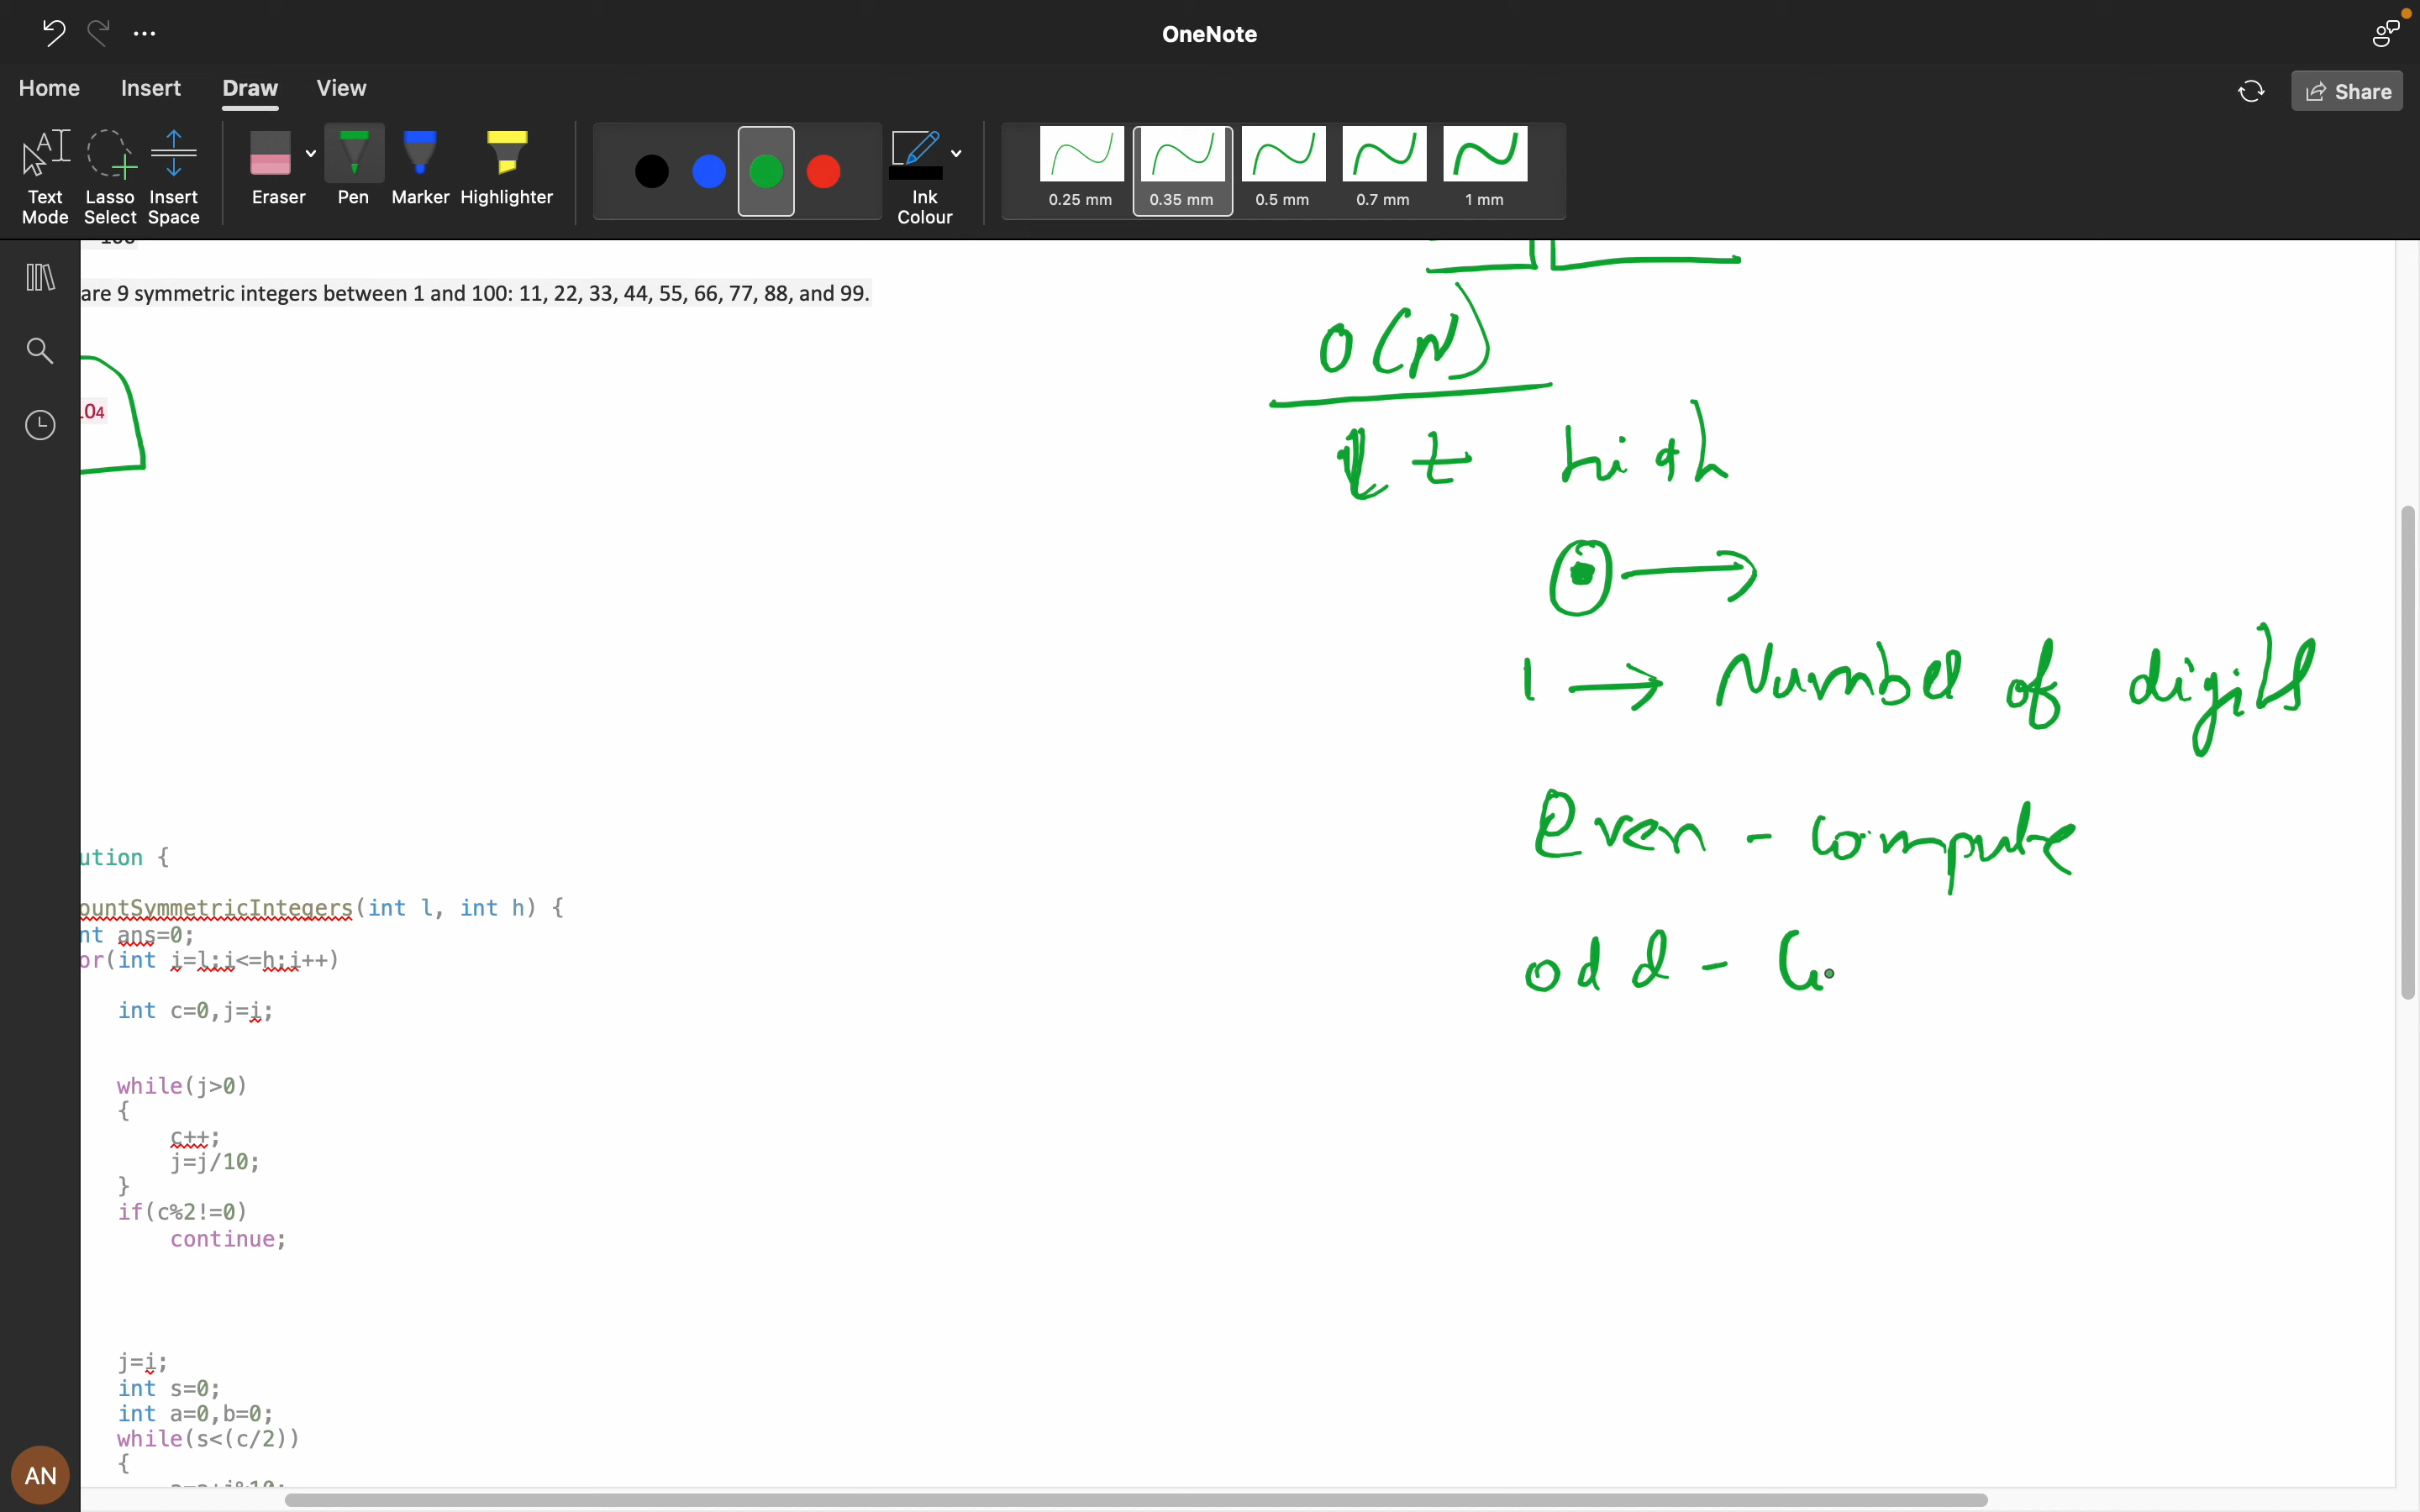 OneNote
Home Insert Draw View
Share
Text Mode
Lasso Select
Insert Space
Eraser
Pen
Marker
Highlighter
Ink Colour
0.25 mm
0.35 mm
0.5 mm
0.7 mm
1 mm
100
are 9 symmetric integers between 1 and 100: 11, 22, 33, 44, 55, 66, 77, 88, and 99.
O(N)
104
high
1 → Number of digits
Even - Compute
odd -
ution {
ountSymmetricIntegers(int l, int h) {
nt ans=0;
or(int i=l;i<=h;i++)
int c=0,j=i;
while(j>0)
{
c++;
j=j/10;
}
if(c%2!=0)
continue;
j=i;
int s=0;
int a=0,b=0;
while(s<(c/2))
{
a=a+j%10;
AN